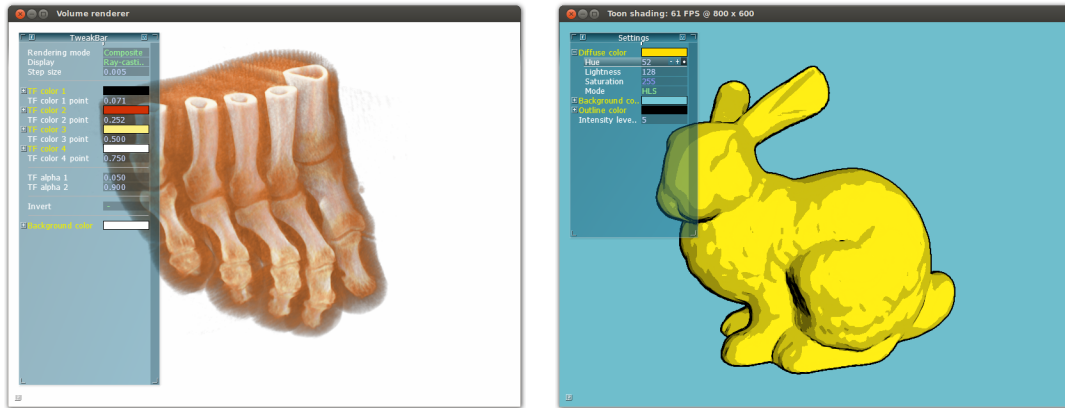 Volume renderer
TweakBar
Rendering mode Composite
Display Ray-casti..
Step size 0.005
TF color 1
TF color 1 point 0.071
TF color 2
TF color 2 point 0.252
TF color 3
TF color 3 point 0.500
TF color 4
TF color 4 point 0.750
TF alpha 1 0.050
TF alpha 2 0.900
Invert -
Background color
Toon shading: 61 FPS @ 800 x 600
Settings
Diffuse color
Hue 52 - +
Lightness 128
Saturation 255
Mode HLS
Background co..
Outline color
Intensity leve.. 5